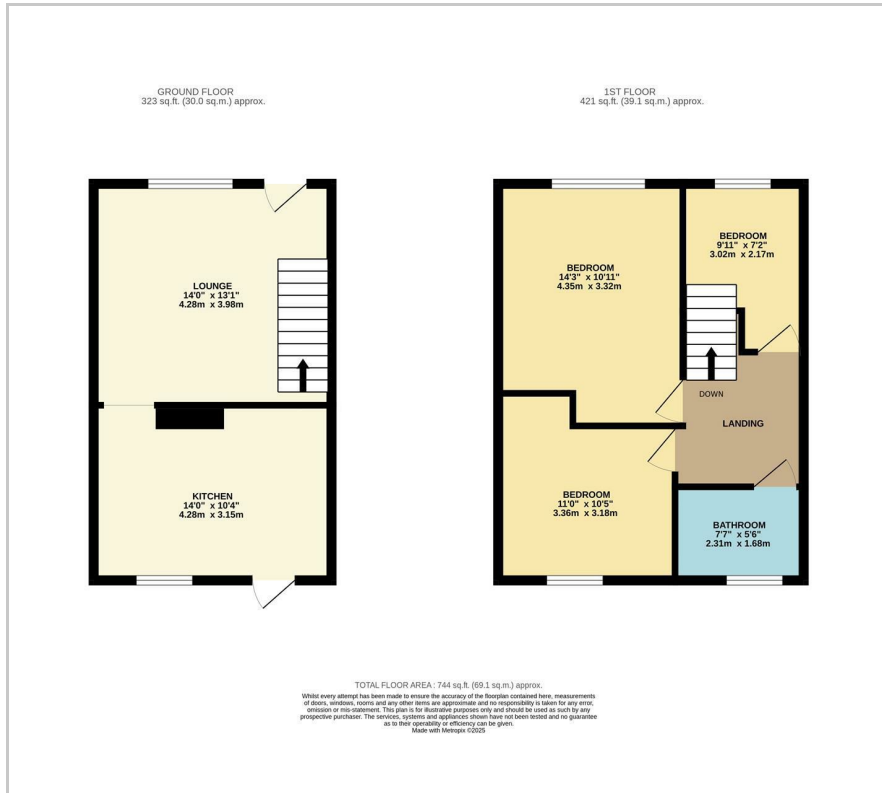 GROUND FLOOR
323 sq.ft. (30.0 sq.m.) approx.
1ST FLOOR
421 sq.ft. (39.1 sq.m.) approx.
LOUNGE
14'0" x 13'1"
4.28m x 3.98m
KITCHEN
14'0" x 10'4"
4.28m x 3.15m
BEDROOM
14'3" x 10'11"
4.35m x 3.32m
BEDROOM
9'11" x 7'2"
3.02m x 2.17m
DOWN
LANDING
BEDROOM
11'0" x 10'5"
3.36m x 3.18m
BATHROOM
7'7" x 5'6"
2.31m x 1.68m
TOTAL FLOOR AREA : 744 sq.ft. (69.1 sq.m.) approx.
Whilst every attempt has been made to ensure the accuracy of the floorplan contained here, measurements
of doors, windows, rooms and any other items are approximate and no responsibility is taken for any error,
omission or mis-statement. This plan is for illustrative purposes only and should be used as such by any
prospective purchaser. The services, systems and appliances shown have not been tested and no guarantee
as to their operability or efficiency can be given.
Made with Metropix ©2025